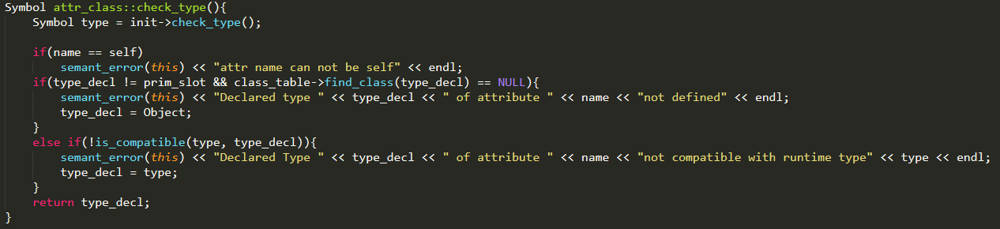 Symbol attr_class::check_type(){
    Symbol type = init->check_type();

    if(name == self)
        semant_error(this) << "attr name can not be self" << endl;
    if(type_decl != prim_slot && class_table->find_class(type_decl) == NULL){
        semant_error(this) << "Declared type " << type_decl << " of attribute " << name << "not defined" << endl;
        type_decl = Object;
    }
    else if(!is_compatible(type, type_decl)){
        semant_error(this) << "Declared Type " << type_decl << " of attribute " << name << "not compatible with runtime type" << type << endl;
        type_decl = type;
    }
    return type_decl;
}